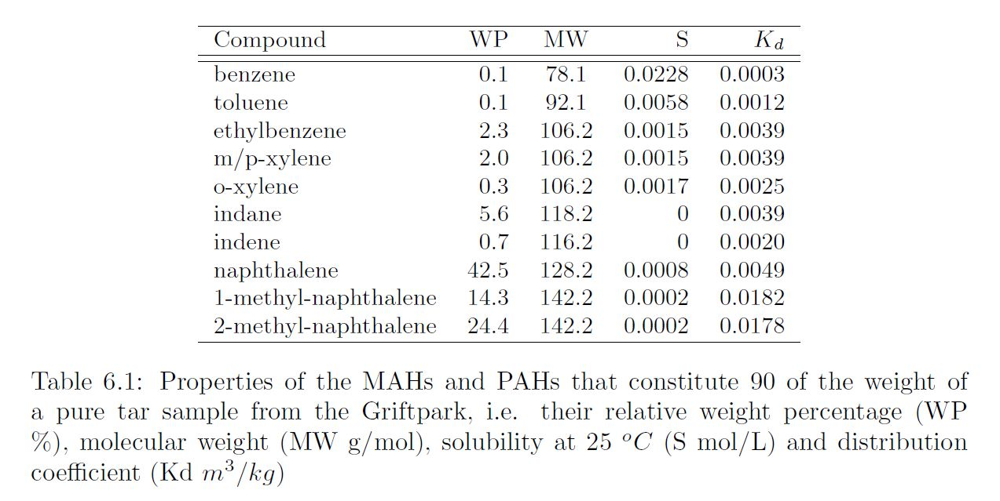 Compound WP MW S K_d
benzene 0.1 78.1 0.0228 0.0003
toluene 0.1 92.1 0.0058 0.0012
ethylbenzene 2.3 106.2 0.0015 0.0039
m/p-xylene 2.0 106.2 0.0015 0.0039
o-xylene 0.3 106.2 0.0017 0.0025
indane 5.6 118.2 0 0.0039
indene 0.7 116.2 0 0.0020
naphthalene 42.5 128.2 0.0008 0.0049
1-methyl-naphthalene 14.3 142.2 0.0002 0.0182
2-methyl-naphthalene 24.4 142.2 0.0002 0.0178
Table 6.1: Properties of the MAHs and PAHs that constitute 90 of the weight of
a pure tar sample from the Griftpark, i.e. their relative weight percentage (WP
%), molecular weight (MW g/mol), solubility at 25 °C (S mol/L) and distribution
coefficient (Kd m³/kg)